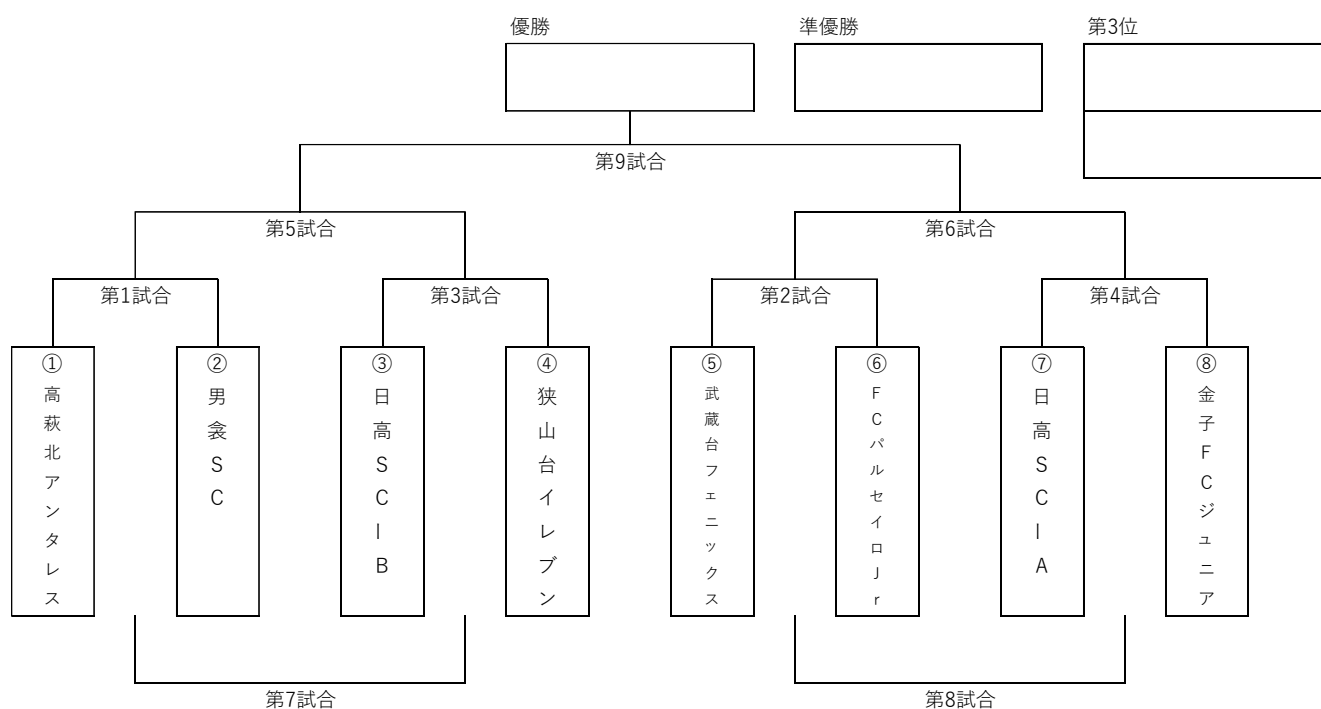 優勝
準優勝
第3位
第9試合
第5試合
第6試合
第1試合
第3試合
第2試合
第4試合
①高萩北アンタレス
②男衾SC
③日高SCーB
④狭山台イレブン
⑤武蔵台フェニックス
⑥FCパルセイロJr
⑦日高SCーA
⑧金子FCジュニア
第7試合
第8試合